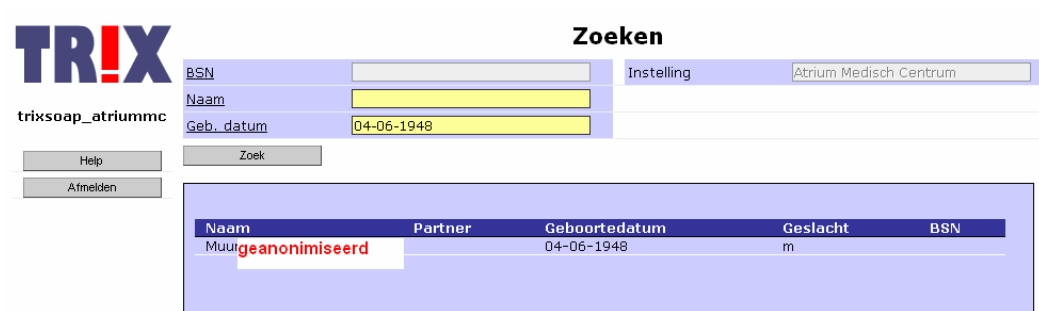 TR!X
Zoeken
BSN
Instelling Atrium Medisch Centrum
Naam
trixsoap_atriummc
Geb. datum 04-06-1948
Help
Zoek
Afmelden
Naam Partner Geboortedatum Geslacht BSN
geanonimiseerd 04-06-1948 m